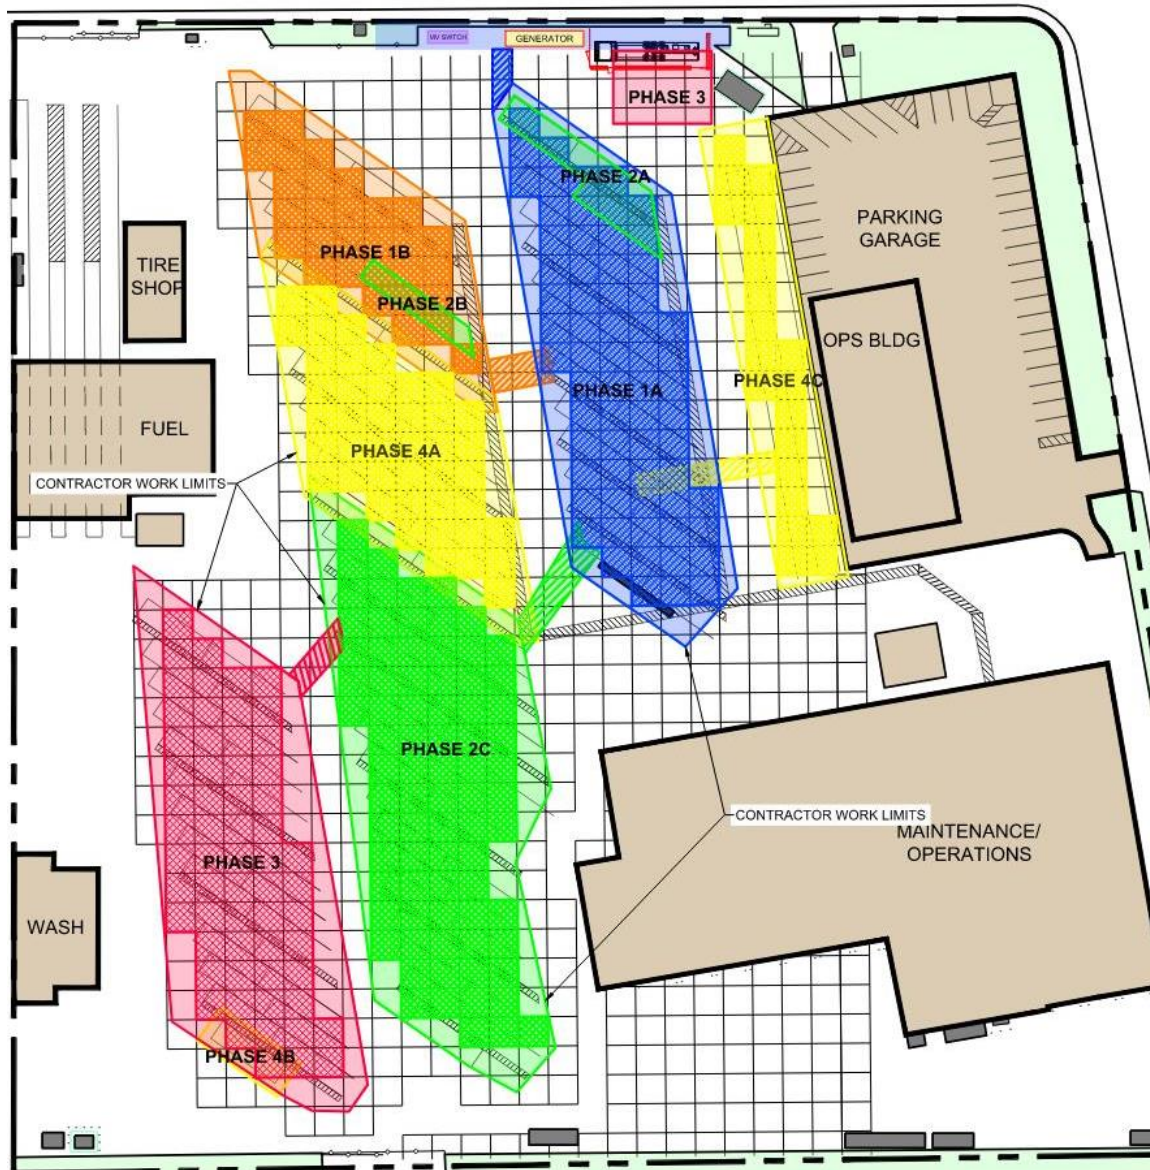 MV SWITCH
GENERATOR
PHASE 3
PHASE 2A
PARKING
GARAGE
PHASE 1B
TIRE
SHOP
PHASE 2B
OPS BLDG
PHASE 1A
PHASE 4C
FUEL
PHASE 4A
CONTRACTOR WORK LIMITS
PHASE 2C
CONTRACTOR WORK LIMITS
MAINTENANCE/
OPERATIONS
PHASE 3
WASH
PHASE 4B